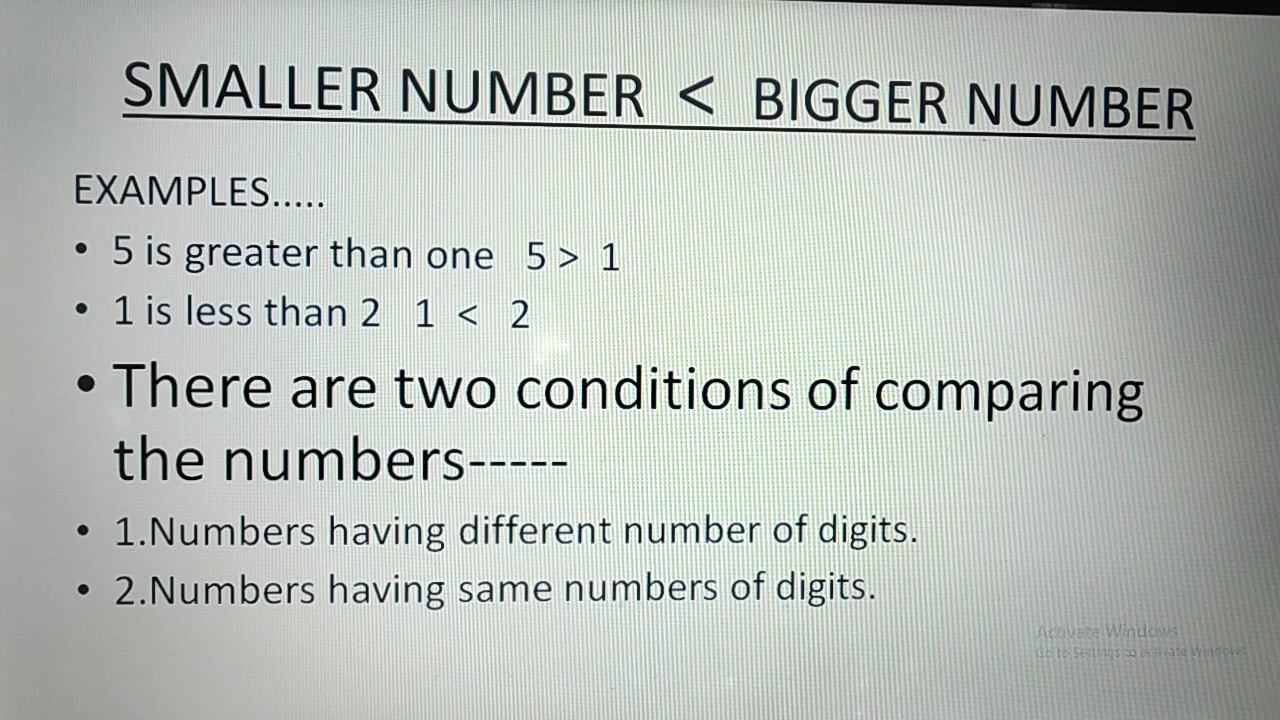 SMALLER NUMBER < BIGGER NUMBER
EXAMPLES.....
• 5 is greater than one 5 > 1
• 1 is less than 2 1 < 2
• There are two conditions of comparing
the numbers-----
• 1.Numbers having different number of digits.
• 2.Numbers having same numbers of digits.
Activate Windows
Go to Settings to activate Windows.